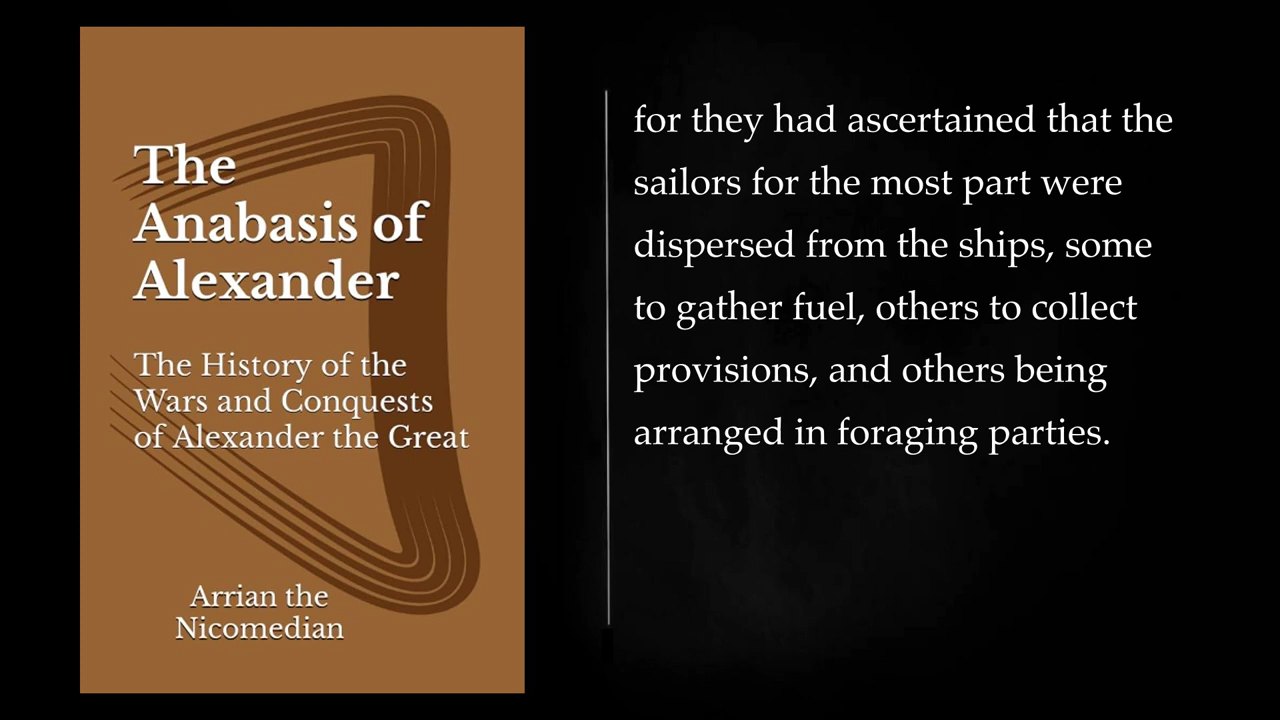 The
Anabasis of
Alexander
The History of the
Wars and Conquests
of Alexander the Great
Arrian the
Nicomedian
for they had ascertained that the
sailors for the most part were
dispersed from the ships, some
to gather fuel, others to collect
provisions, and others being
arranged in foraging parties.